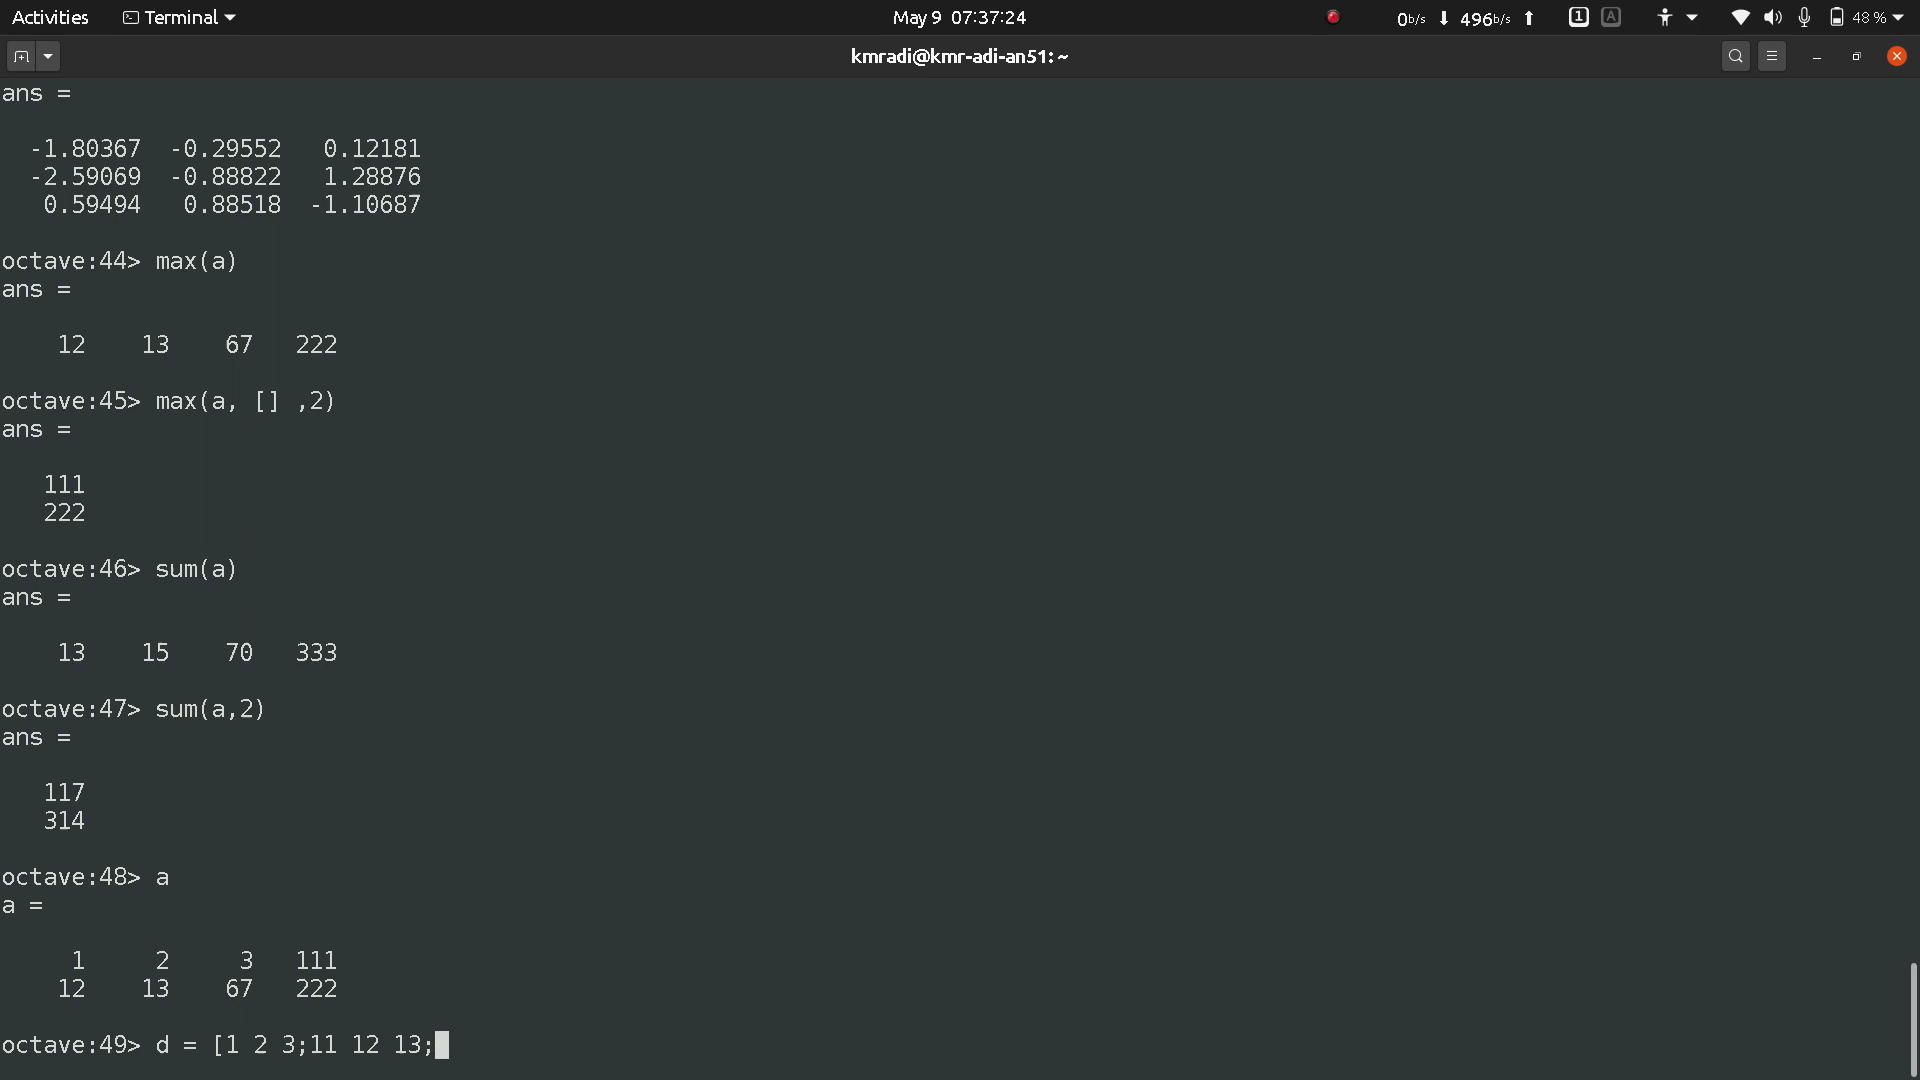 Activities Terminal May 9 07:37:24 0b/s 496b/s 1 A 48 %
kmradi@kmr-adi-an51: ~
ans =
-1.80367 -0.29552 0.12181
-2.59069 -0.88822 1.28876
0.59494 0.88518 -1.10687
octave:44> max(a)
ans =
12 13 67 222
octave:45> max(a, [] ,2)
ans =
111
222
octave:46> sum(a)
ans =
13 15 70 333
octave:47> sum(a,2)
ans =
117
314
octave:48> a
a =
1 2 3 111
12 13 67 222
octave:49> d = [1 2 3;11 12 13;